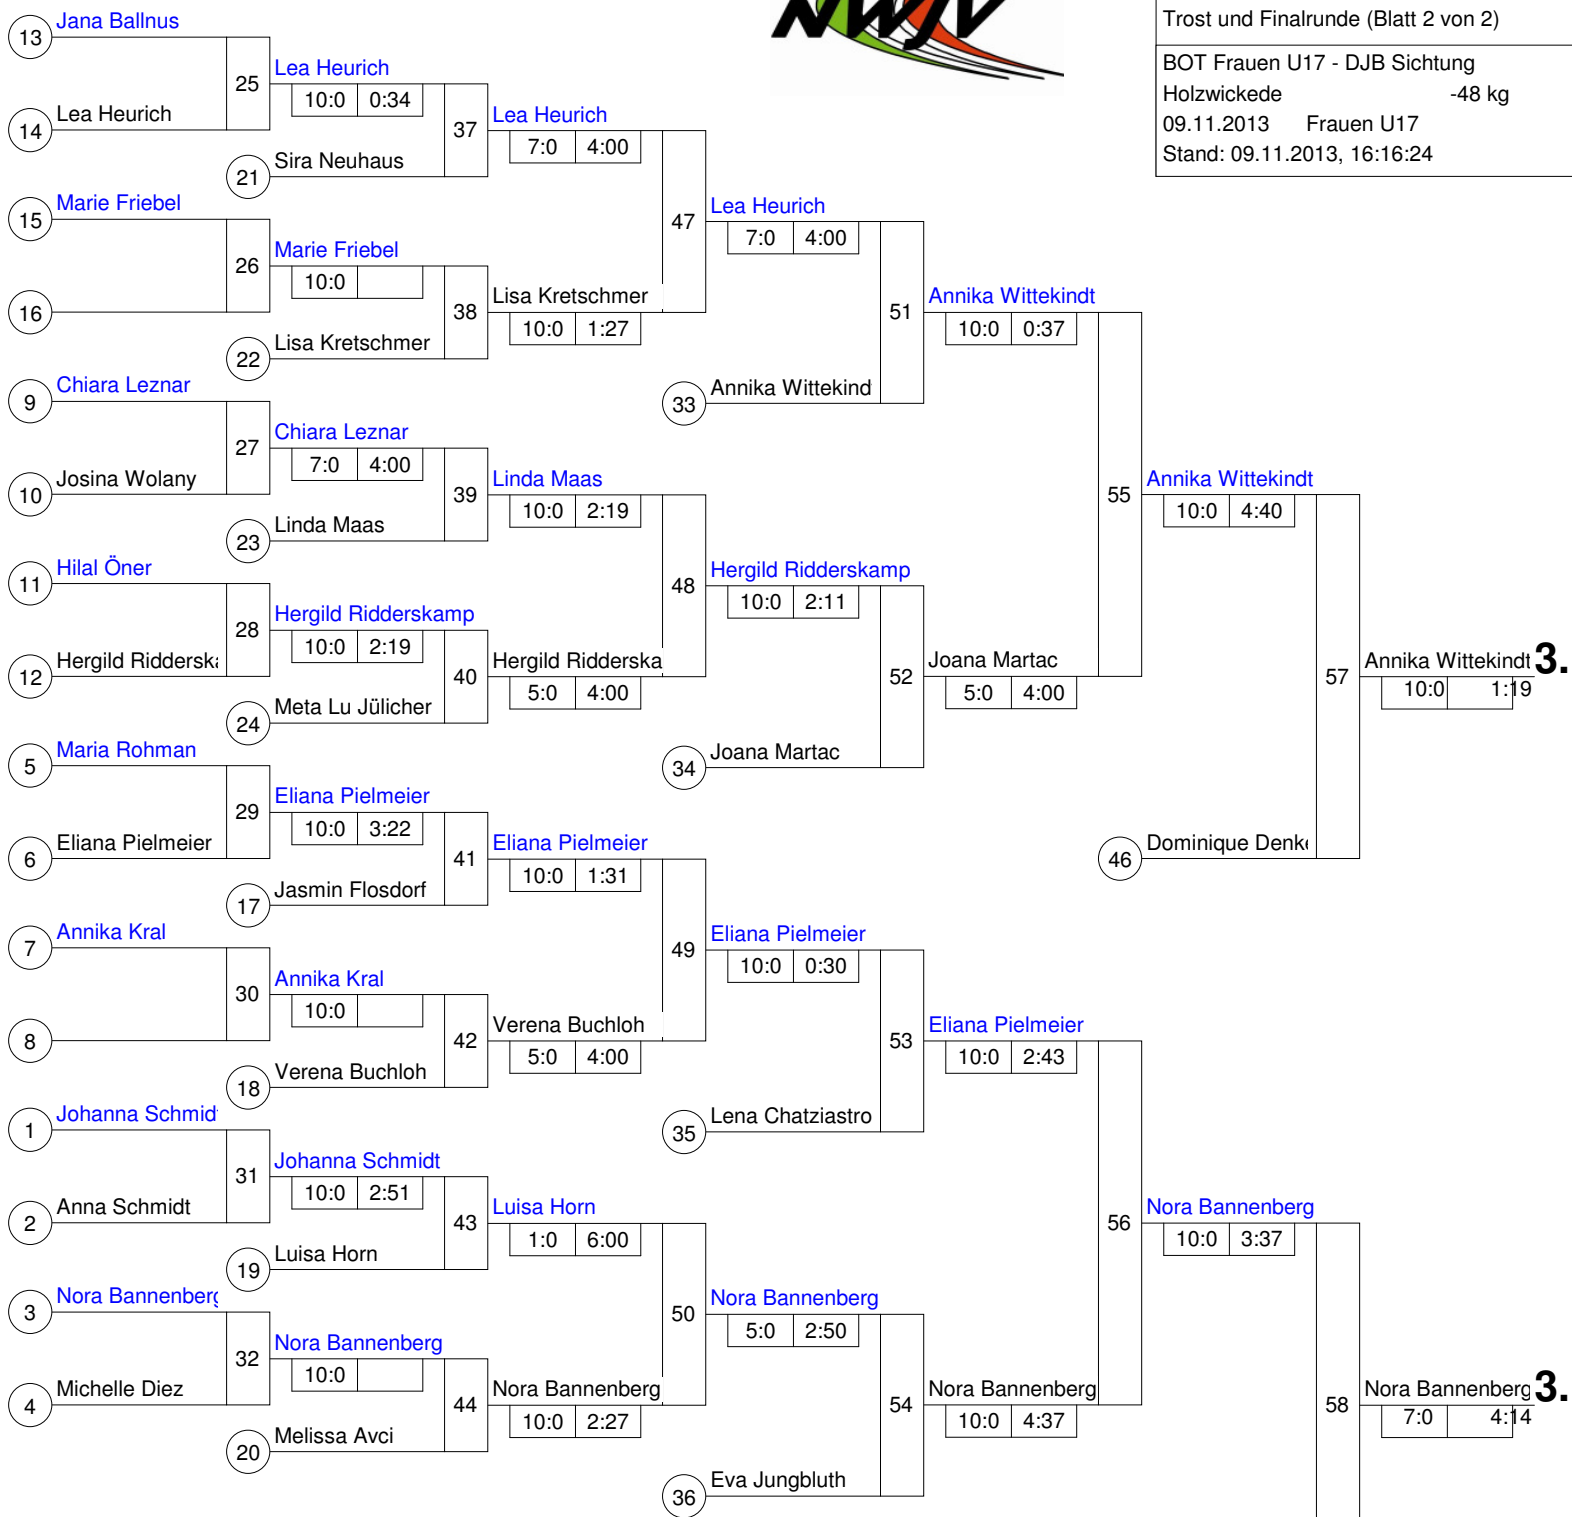 NWJV
Trost und Finalrunde (Blatt 2 von 2)
BOT Frauen U17 - DJB Sichtung
Holzwickede -48 kg
09.11.2013 Frauen U17
Stand: 09.11.2013, 16:16:24
13 Jana Ballnus
25 Lea Heurich
10:0 0:34
14 Lea Heurich
37 Lea Heurich
7:0 4:00
21 Sira Neuhaus
15 Marie Friebel
47 Lea Heurich
7:0 4:00
26 Marie Friebel
10:0
16
38 Lisa Kretschmer
10:0 1:27
22 Lisa Kretschmer
51 Annika Wittekindt
10:0 0:37
33 Annika Wittekind
9 Chiara Leznar
27 Chiara Leznar
7:0 4:00
10 Josina Wolany
39 Linda Maas
10:0 2:19
23 Linda Maas
55 Annika Wittekindt
10:0 4:40
11 Hilal Öner
48 Hergild Ridderskamp
10:0 2:11
28 Hergild Ridderskamp
10:0 2:19
12 Hergild Ridderska
40 Hergild Ridderska
5:0 4:00
24 Meta Lu Jülicher
52 Joana Martac
5:0 4:00
34 Joana Martac
57 Annika Wittekindt 3.
10:0 1:19
5 Maria Rohman
29 Eliana Pielmeier
10:0 3:22
6 Eliana Pielmeier
41 Eliana Pielmeier
10:0 1:31
46 Dominique Denke
17 Jasmin Flosdorf
7 Annika Kral
49 Eliana Pielmeier
10:0 0:30
30 Annika Kral
10:0
8
42 Verena Buchloh
5:0 4:00
18 Verena Buchloh
53 Eliana Pielmeier
10:0 2:43
35 Lena Chatziastro
1 Johanna Schmidt
31 Johanna Schmidt
10:0 2:51
2 Anna Schmidt
43 Luisa Horn
1:0 6:00
19 Luisa Horn
56 Nora Bannenberg
10:0 3:37
3 Nora Bannenberg
50 Nora Bannenberg
5:0 2:50
32 Nora Bannenberg
10:0
4 Michelle Diez
44 Nora Bannenberg
10:0 2:27
20 Melissa Avci
54 Nora Bannenberg
10:0 4:37
36 Eva Jungbluth
58 Nora Bannenberg 3.
7:0 4:14